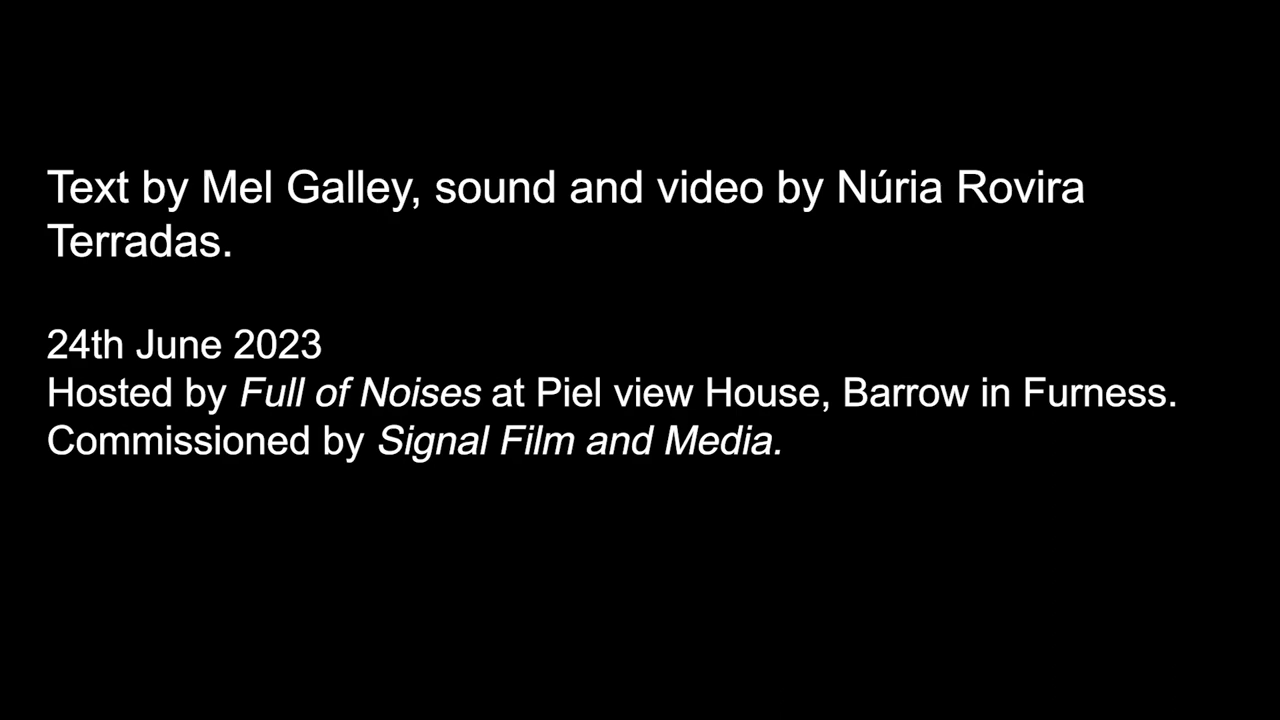 Text by Mel Galley, sound and video by Núria Rovira
Terradas.
24th June 2023
Hosted by Full of Noises at Piel view House, Barrow in Furness.
Commissioned by Signal Film and Media.